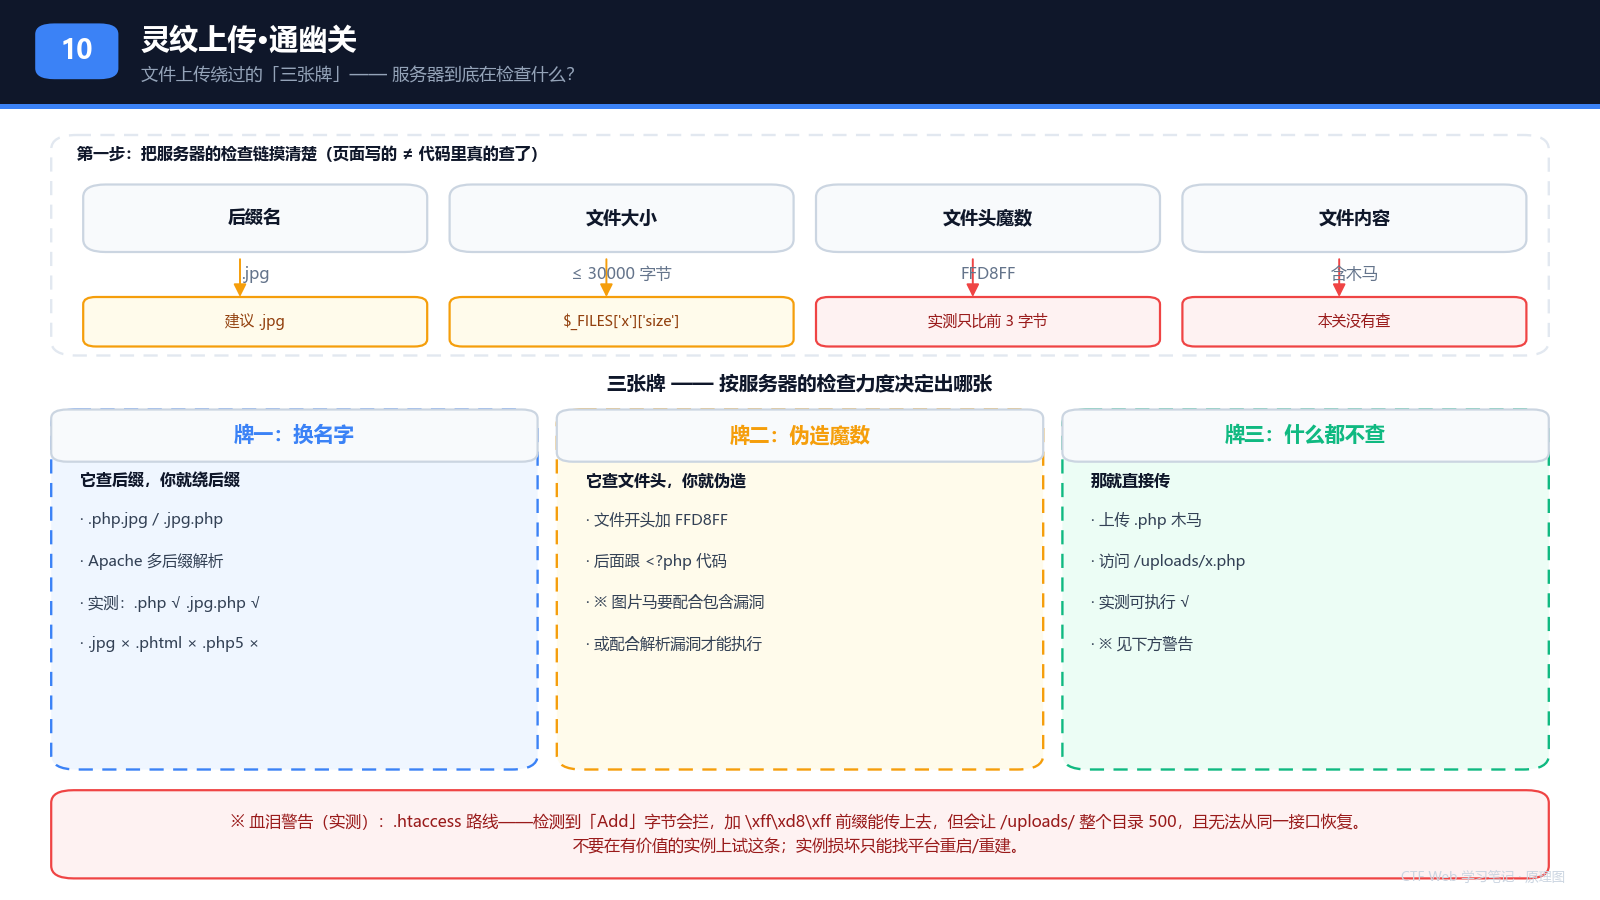 10
灵纹上传·通幽关
文件上传绕过的「三张牌」—— 服务器到底在检查什么？
第一步：把服务器的检查链摸清楚（页面写的 ≠ 代码里真的查了）
后缀名
文件大小
文件头魔数
文件内容
.jpg
≤ 30000 字节
FFD8FF
含木马
建议 .jpg
$_FILES['x']['size']
实测只比前 3 字节
本关没有查
三张牌 —— 按服务器的检查力度决定出哪张
牌一：换名字
它查后缀，你就绕后缀
· .php.jpg / .jpg.php
· Apache 多后缀解析
· 实测：.php √ .jpg.php √
· .jpg × .phtml × .php5 ×
牌二：伪造魔数
它查文件头，你就伪造
· 文件开头加 FFD8FF
· 后面跟 <?php 代码
· ※ 图片马要配合包含漏洞
· 或配合解析漏洞才能执行
牌三：什么都不查
那就直接传
· 上传 .php 木马
· 访问 /uploads/x.php
· 实测可执行 √
· ※ 见下方警告
※ 血泪警告（实测）：.htaccess 路线——检测到「Add」字节会拦，加 \xff\xd8\xff 前缀能传上去，但会让 /uploads/ 整个目录 500，且无法从同一接口恢复。
不要在有价值的实例上试这条；实例损坏只能找平台重启/重建。
CTF Web 学习笔记 · 原理图